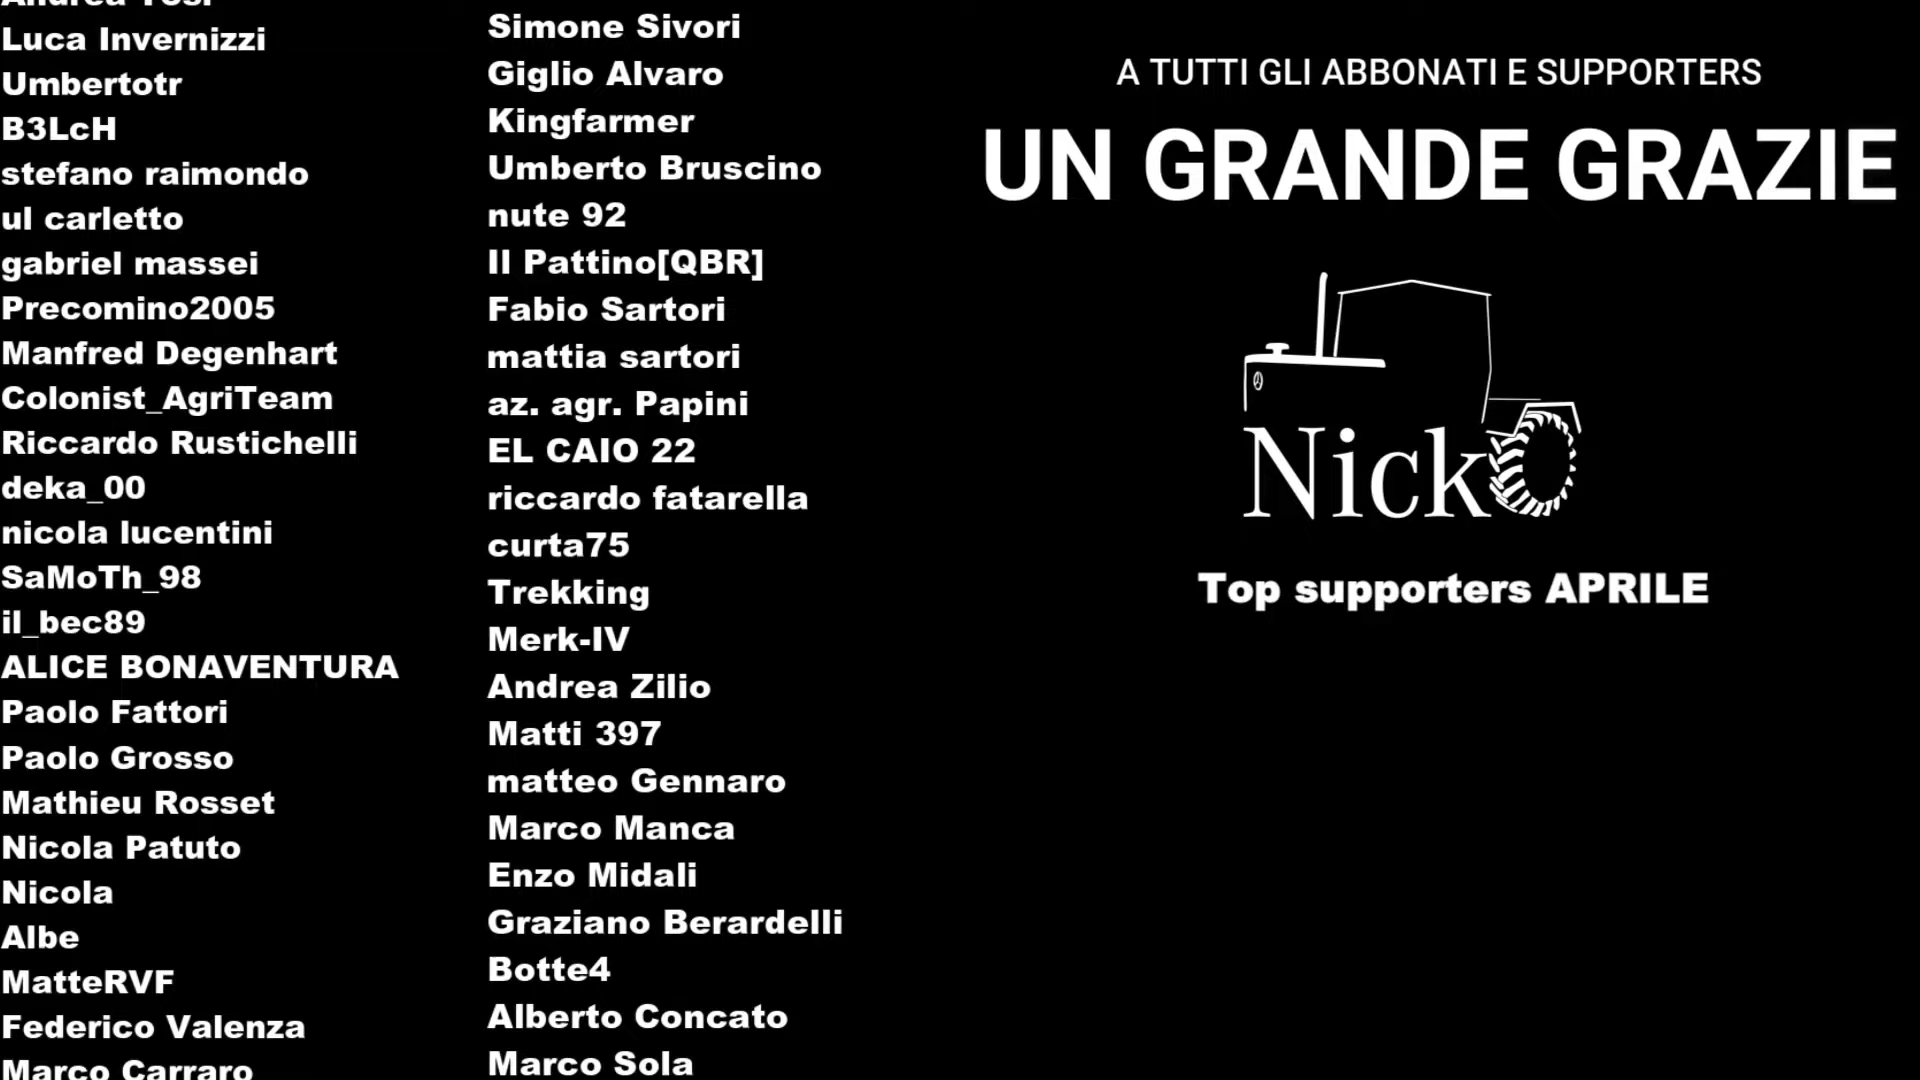 Andrea Tosi
Luca Invernizzi
Umbertotr
B3LcH
stefano raimondo
ul carletto
gabriel massei
Precomino2005
Manfred Degenhart
Colonist_AgriTeam
Riccardo Rustichelli
deka_00
nicola lucentini
SaMoTh_98
il_bec89
ALICE BONAVENTURA
Paolo Fattori
Paolo Grosso
Mathieu Rosset
Nicola Patuto
Nicola
Albe
MatteRVF
Federico Valenza
Marco Carraro
Simone Sivori
Giglio Alvaro
Kingfarmer
Umberto Bruscino
nute 92
Il Pattino[QBR]
Fabio Sartori
mattia sartori
az. agr. Papini
EL CAIO 22
riccardo fatarella
curta75
Trekking
Merk-IV
Andrea Zilio
Matti 397
matteo Gennaro
Marco Manca
Enzo Midali
Graziano Berardelli
Botte4
Alberto Concato
Marco Sola
A TUTTI GLI ABBONATI E SUPPORTERS
UN GRANDE GRAZIE
NickO
Top supporters APRILE